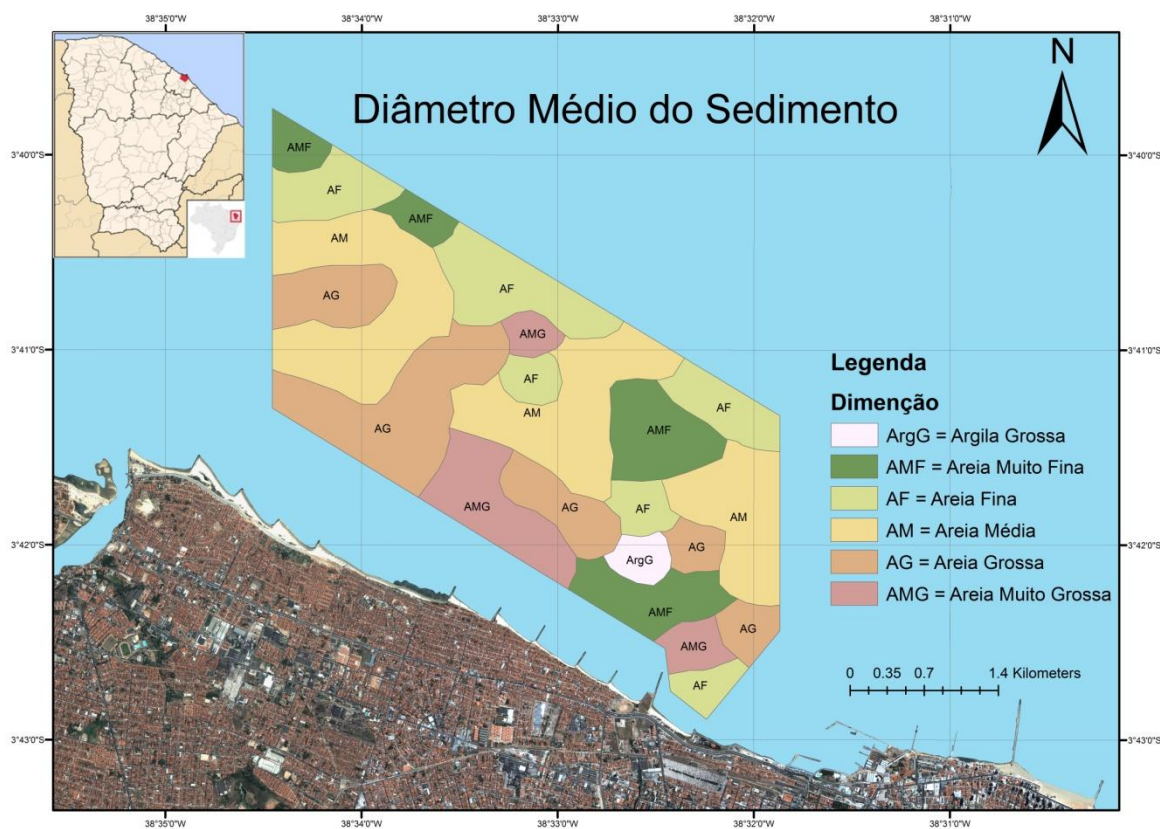 38°35'0"W 38°34'0"W 38°33'0"W 38°32'0"W 38°31'0"W
N
Diâmetro Médio do Sedimento
3°40'0"S 3°40'0"S
AMF
AF
AMF
AM
AF
AG
AMG
3°41'0"S 3°41'0"S
AF
AF
AM
AG
AMF
AMG
AG
AF
AM
3°42'0"S 3°42'0"S
ArgG
AG
AMF
AG
AMG
AF
3°43'0"S 3°43'0"S
Legenda
Dimenção
ArgG = Argila Grossa
AMF = Areia Muito Fina
AF = Areia Fina
AM = Areia Média
AG = Areia Grossa
AMG = Areia Muito Grossa
0 0.35 0.7 1.4 Kilometers
38°35'0"W 38°34'0"W 38°33'0"W 38°32'0"W 38°31'0"W